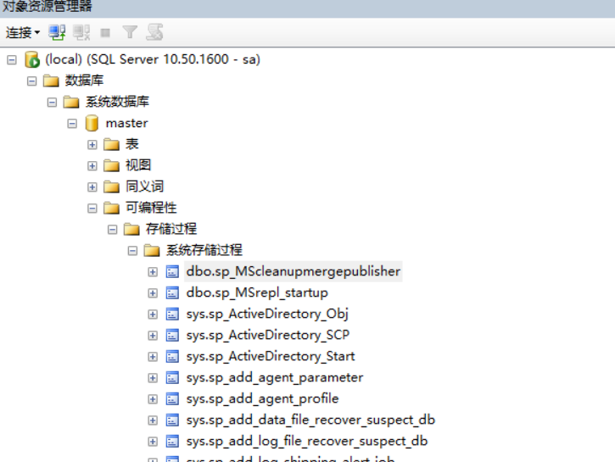 对象资源管理器
连接
(local) (SQL Server 10.50.1600 - sa)
数据库
系统数据库
master
表
视图
同义词
可编程性
存储过程
系统存储过程
dbo.sp_MScleanupmergepublisher
dbo.sp_MSrepl_startup
sys.sp_ActiveDirectory_Obj
sys.sp_ActiveDirectory_SCP
sys.sp_ActiveDirectory_Start
sys.sp_add_agent_parameter
sys.sp_add_agent_profile
sys.sp_add_data_file_recover_suspect_db
sys.sp_add_log_file_recover_suspect_db
sys.sp_add_log_shipping_alert_job